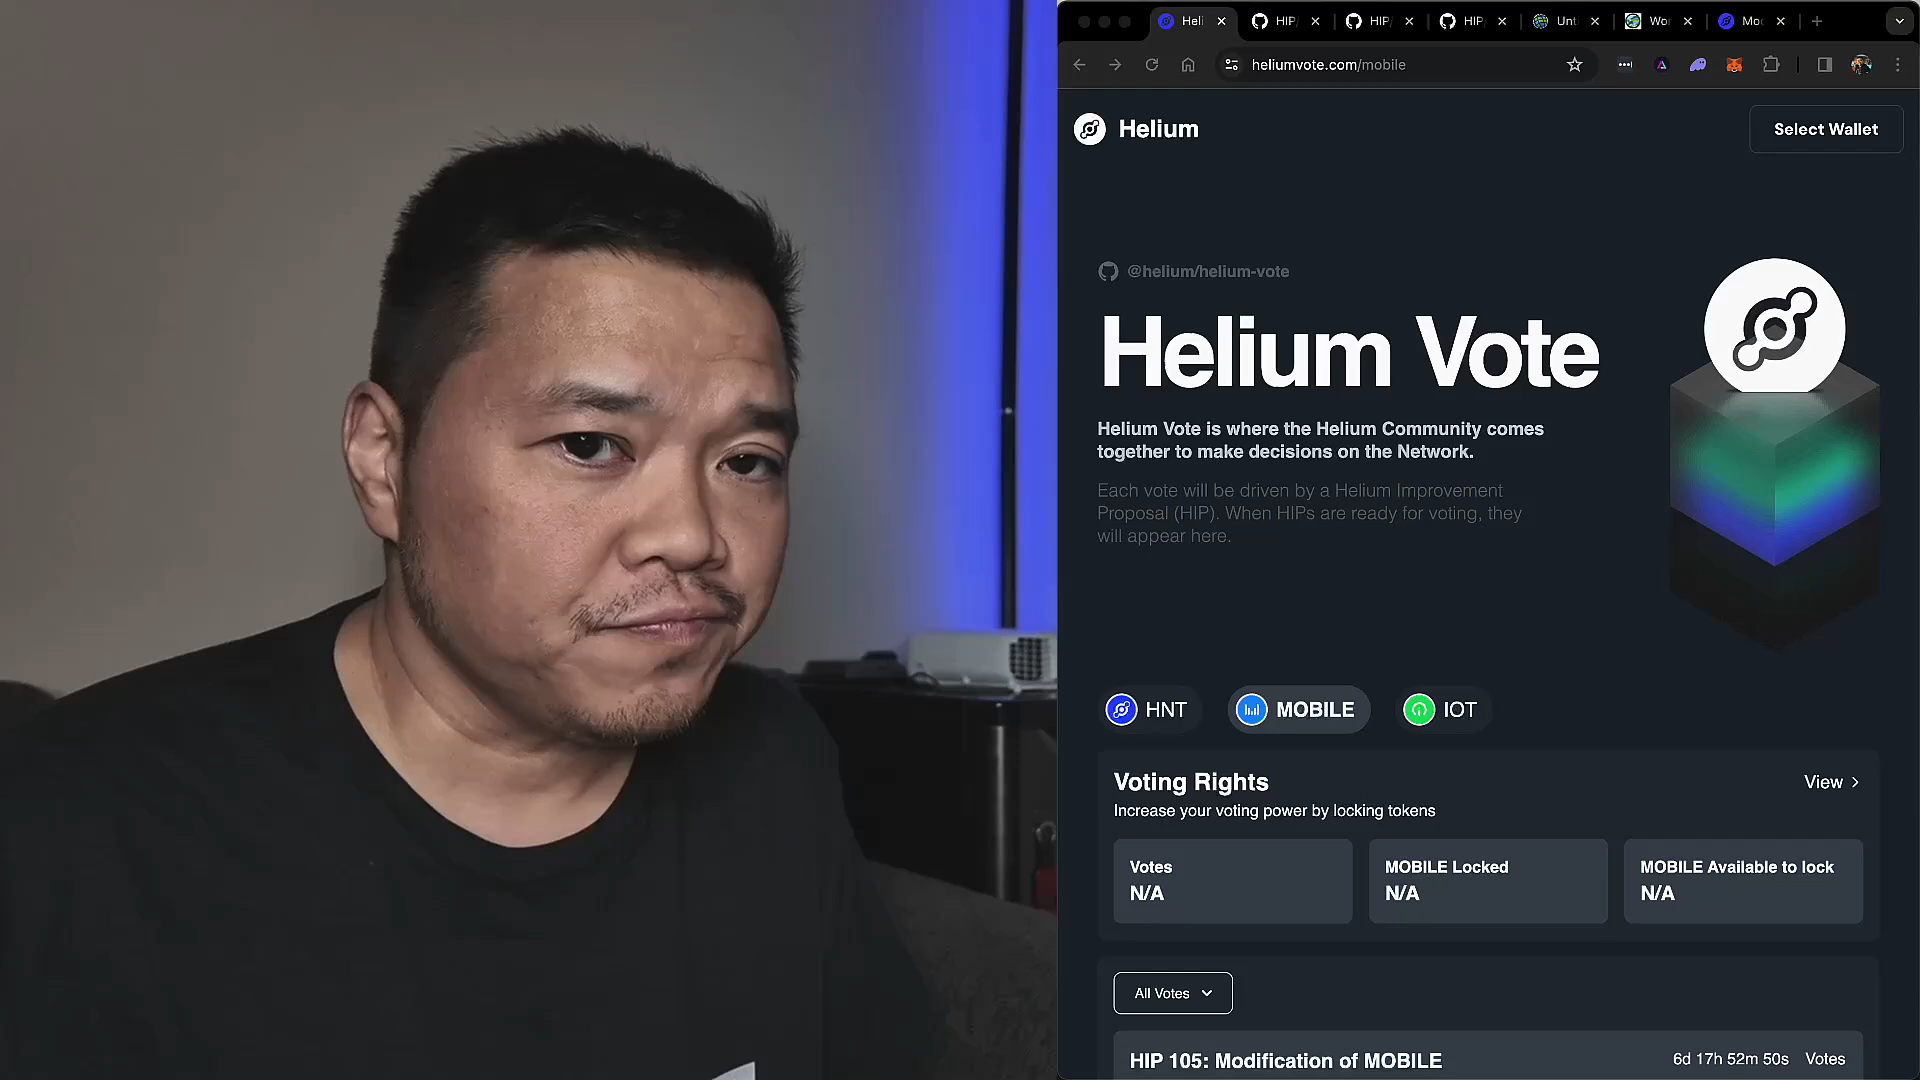 Heli
HIP
HIP
HIP
Unt
Wor
Mo
heliumvote.com/mobile
Helium
Select Wallet
@helium/helium-vote
Helium Vote
Helium Vote is where the Helium Community comes
together to make decisions on the Network.
Each vote will be driven by a Helium Improvement
Proposal (HIP). When HIPs are ready for voting, they
will appear here.
HNT
MOBILE
IOT
Voting Rights
View
Increase your voting power by locking tokens
Votes
N/A
MOBILE Locked
N/A
MOBILE Available to lock
N/A
All Votes
HIP 105: Modification of MOBILE
6d 17h 52m 50s Votes